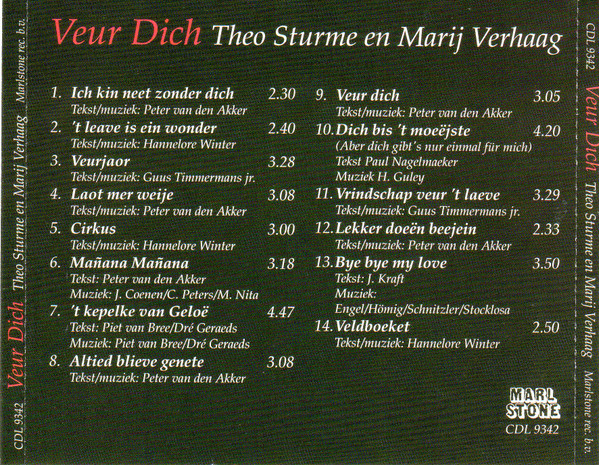 Veur Dich Theo Sturme en Marij Verhaag
1. Ich kin neet zonder dich 2.30
Tekst/muziek: Peter van den Akker
2. 't leave is ein wonder 2.40
Tekst/muziek: Hannelore Winter
3. Veurjaor 3.28
Tekst/muziek: Guus Timmermans jr.
4. Laot mer weije 3.08
Tekst/muziek: Peter van den Akker
5. Cirkus 3.00
Tekst/muziek: Hannelore Winter
6. Mañana Mañana 3.18
Tekst: Peter van den Akker
Muziek: J. Coenen/C. Peters/M. Nita
7. 't kepelke van Geloë 4.47
Tekst: Piet van Bree/Dré Geraeds
Muziek: Piet van Bree/Dré Geraeds
8. Altied blieve genete 3.08
Tekst/muziek: Peter van den Akker
9. Veur dich 3.05
Tekst/muziek: Peter van den Akker
10. Dich bis 't moeëjste 4.20
(Aber dich gibt's nur einmal für mich)
Tekst Paul Nagelmaeker
Muziek H. Guley
11. Vrindschap veur 't laeve 3.29
Tekst/muziek: Guus Timmermans jr.
12. Lekker doeën beejein 2.33
Tekst/muziek: Peter van den Akker
13. Bye bye my love 3.50
Tekst: J. Kraft
Muziek:
Engel/Hömig/Schnitzler/Stocklosa
14. Veldboeket 2.50
Tekst/muziek: Hannelore Winter
MARL
STONE
CDL 9342
CDL 9342 Veur Dich Theo Sturme en Marij Verhaag Marlstone rec. b.v.
CDL 9342 Veur Dich Theo Sturme en Marij Verhaag Marlstone rec. b.v.